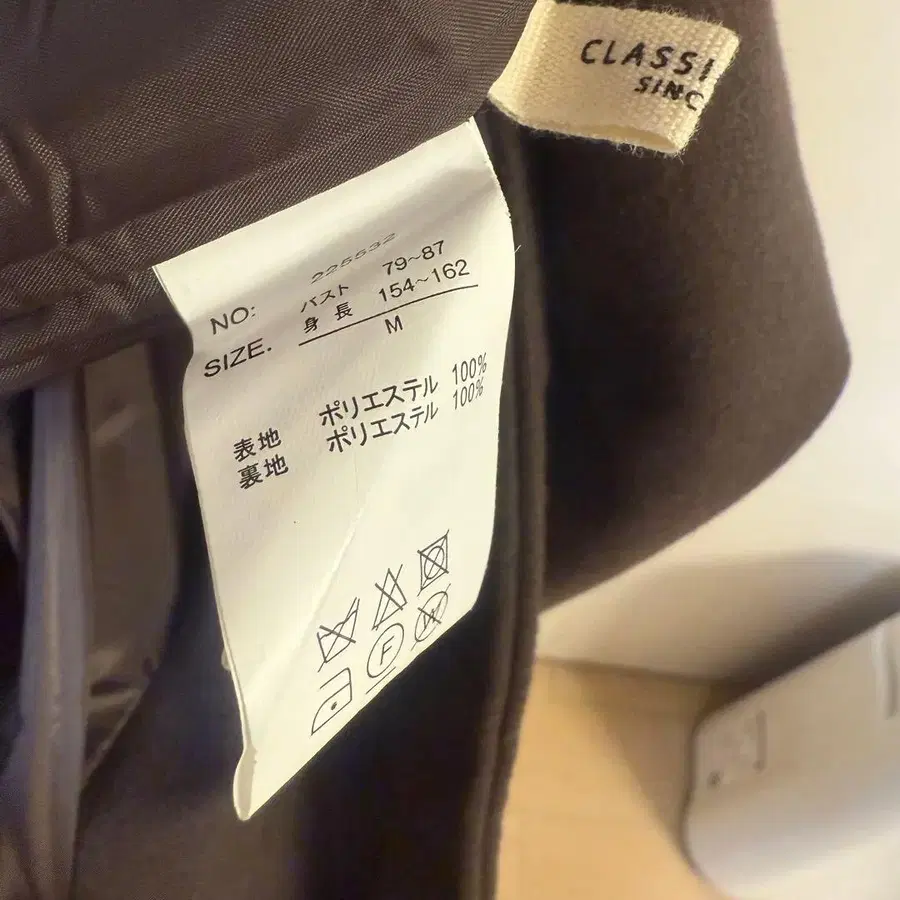 CLASSI
SINC
NO: 225532
バスト 79~87
身長 154~162
SIZE. M
表地 ポリエステル 100%
裏地 ポリエステル 100%
F
W